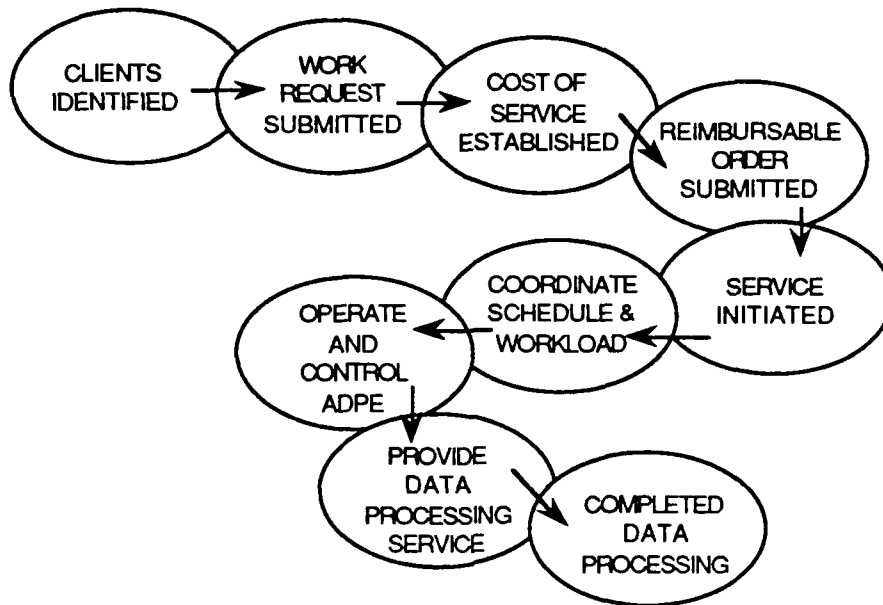 CLIENTS
IDENTIFIED
WORK
REQUEST
SUBMITTED
COST OF
SERVICE
ESTABLISHED
REIMBURSABLE
ORDER
SUBMITTED
SERVICE
INITIATED
COORDINATE
SCHEDULE &
WORKLOAD
OPERATE
AND
CONTROL
ADPE
PROVIDE
DATA
PROCESSING
SERVICE
COMPLETED
DATA
PROCESSING